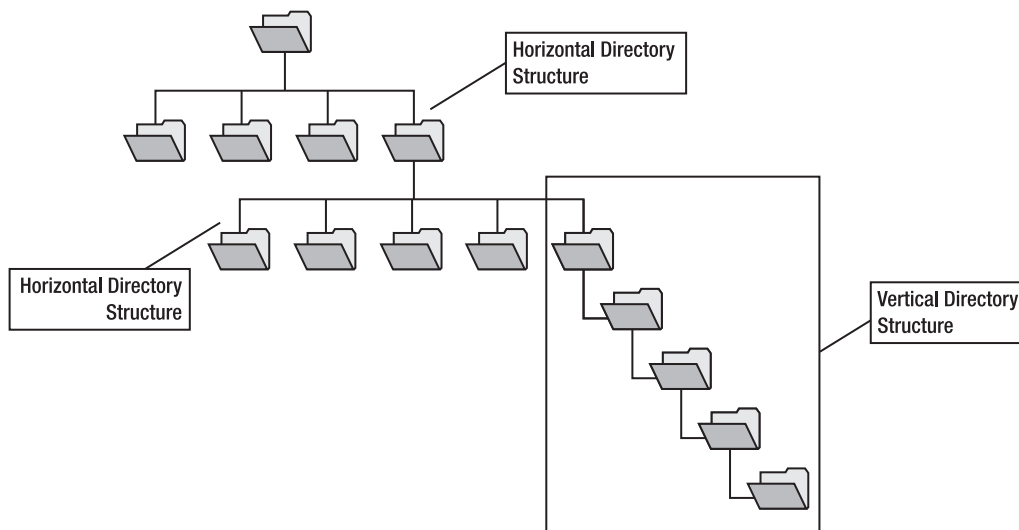 Horizontal Directory
Structure
Horizontal Directory
Structure
Vertical Directory
Structure